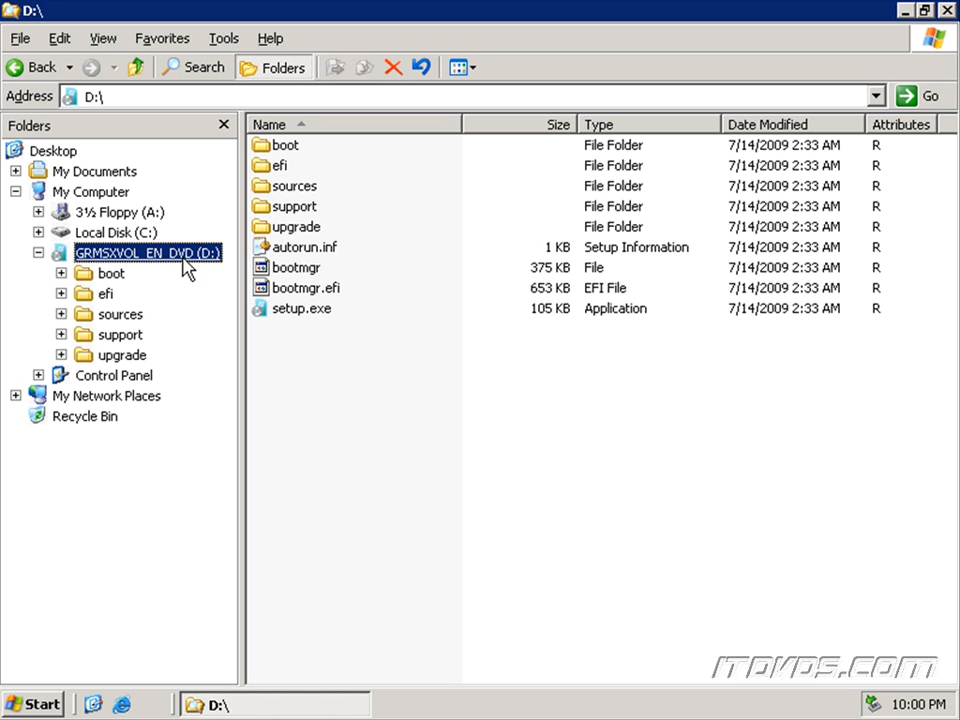 D:\
File Edit View Favorites Tools Help
Back Search Folders
Address D:\ Go
Folders
Name Size Type Date Modified Attributes
Desktop
My Documents
My Computer
3½ Floppy (A:)
Local Disk (C:)
GRMSXVOL_EN_DVD (D:)
boot
efi
sources
support
upgrade
Control Panel
My Network Places
Recycle Bin
boot File Folder 7/14/2009 2:33 AM R
efi File Folder 7/14/2009 2:33 AM R
sources File Folder 7/14/2009 2:33 AM R
support File Folder 7/14/2009 2:33 AM R
upgrade File Folder 7/14/2009 2:33 AM R
autorun.inf 1 KB Setup Information 7/14/2009 2:33 AM R
bootmgr 375 KB File 7/14/2009 2:33 AM R
bootmgr.efi 653 KB EFI File 7/14/2009 2:33 AM R
setup.exe 105 KB Application 7/14/2009 2:33 AM R
ITDVDS.COM
Start D:\ 10:00 PM